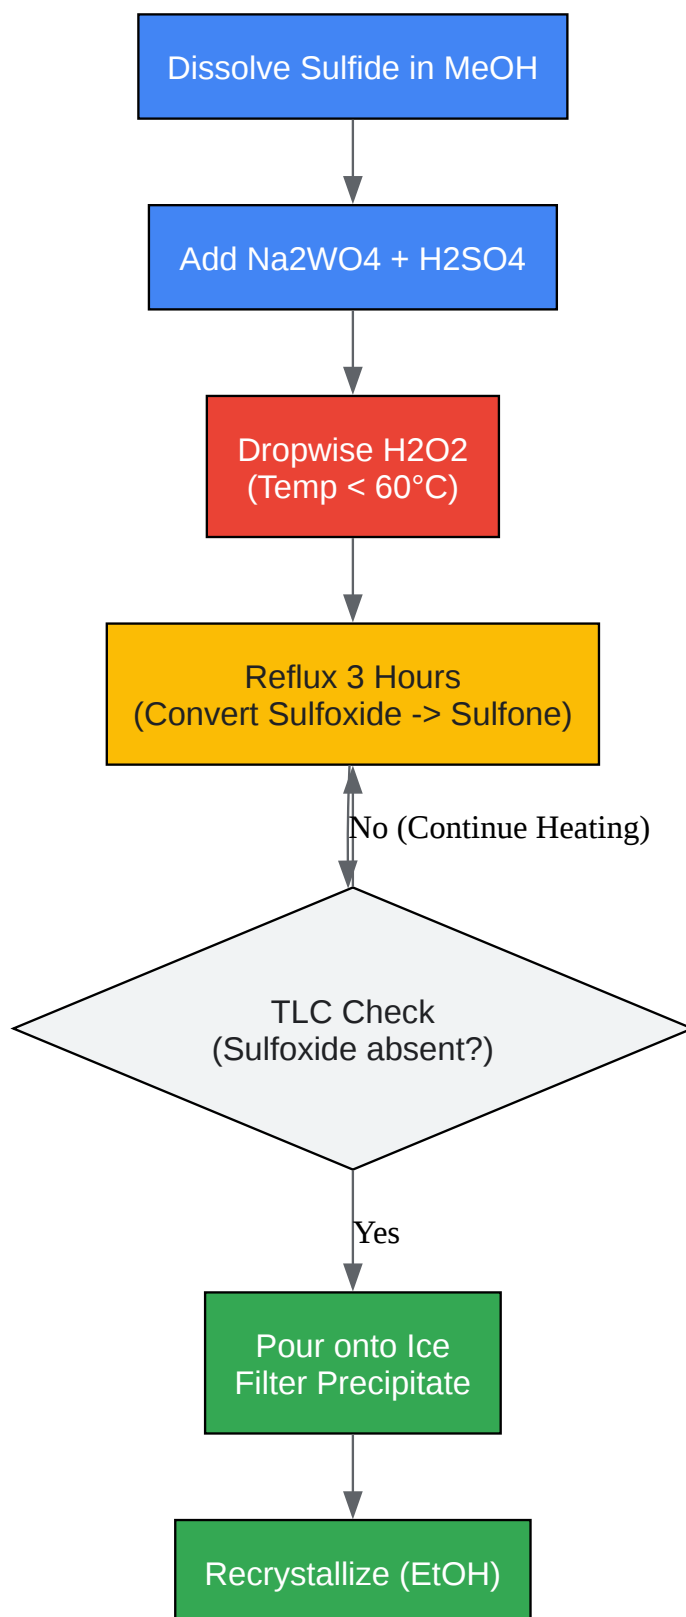 Dissolve Sulfide in MeOH
Add Na2WO4 + H2SO4
Dropwise H2O2
(Temp < 60°C)
Reflux 3 Hours
(Convert Sulfoxide -> Sulfone)
No (Continue Heating)
TLC Check
(Sulfoxide absent?)
Yes
Pour onto Ice
Filter Precipitate
Recrystallize (EtOH)